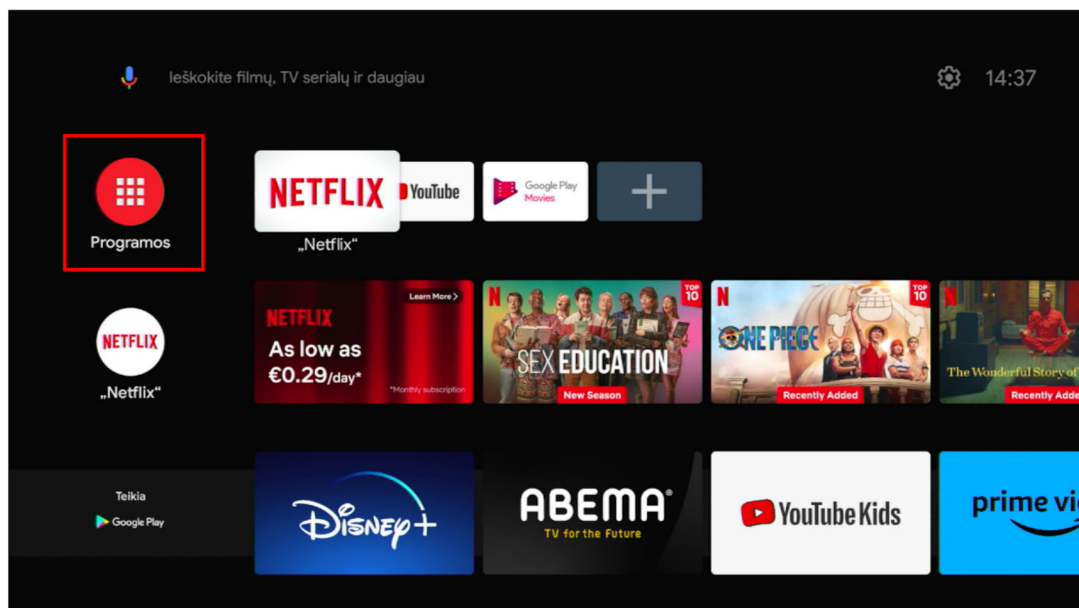 Ieškokite filmų, TV serialų ir daugiau
14:37
Programos
NETFLIX
YouTube
Google Play
Movies
„Netflix“
NETFLIX
„Netflix“
Learn More >
NETFLIX
As low as
€0.29/day*
*Monthly subscription
N
TOP
10
SEX EDUCATION
New Season
N
TOP
10
ONE PIECE
Recently Added
N
The Wonderful Story of
Recently Adde
Teikia
Google Play
Disney+
ABEMA®
TV for the Future
YouTube Kids
prime vi